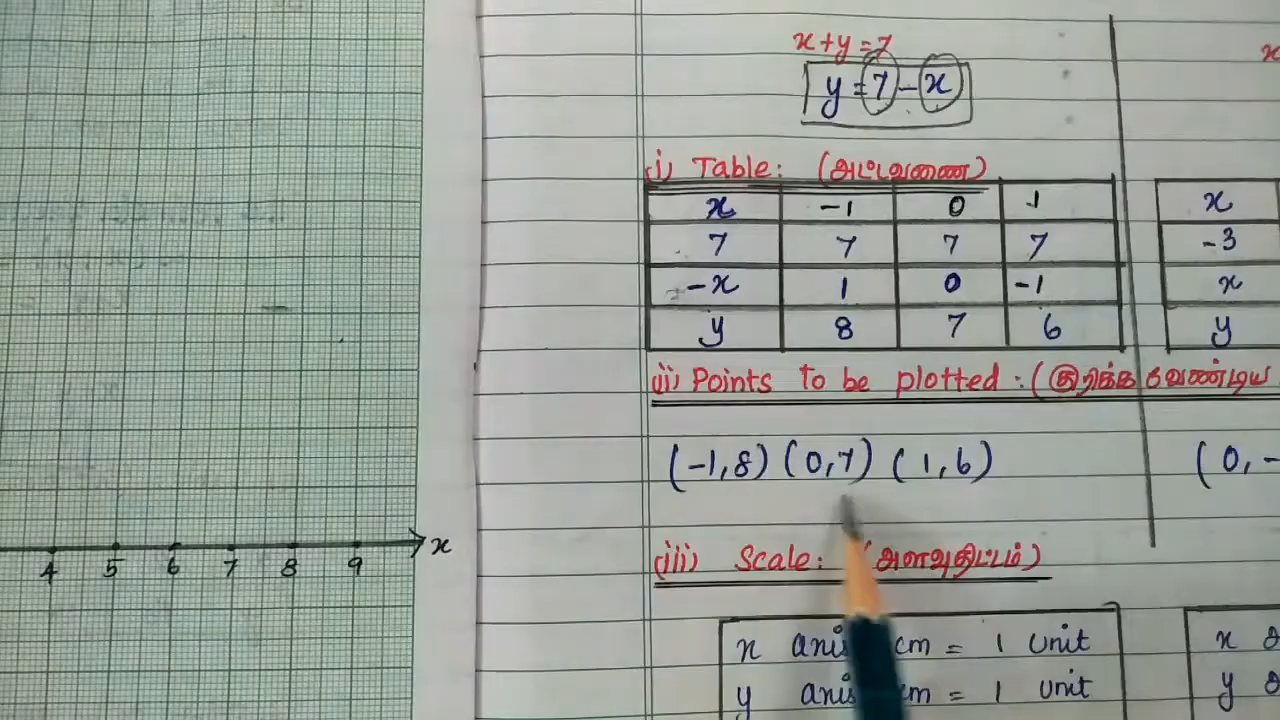 x+y=7
y=7-x
(i) Table: (அட்டவணை)
x -1 0 1
7 7 7 7
-x 1 0 -1
y 8 7 6
x
-3
x
y
(ii) Points to be plotted: (குறிக்க வேண்டிய
(-1,8) (0,7) (1,6)
(0,-
(iii) Scale: (அளவுதிட்டம்)
x axis cm = 1 unit
y axis cm = 1 unit
x
y
4 5 6 7 8 9 x